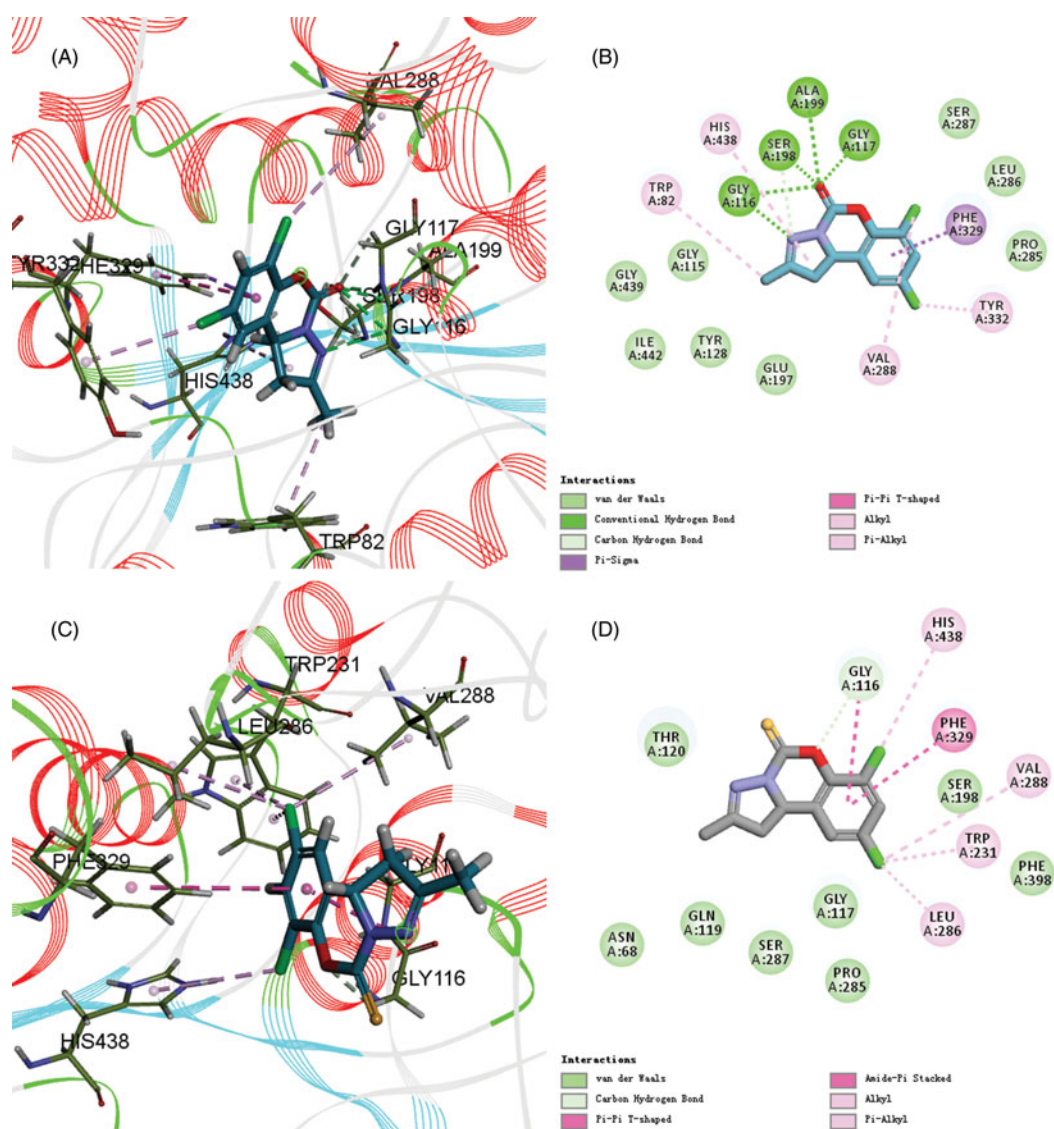 (A)
VAL288
GLY117
ALA199
PHE329
SER198
GLY116
HIS438
TRP82
(B)
ALA
A:199
SER
A:287
HIS
A:438
SER
A:198
GLY
A:117
LEU
A:286
TRP
A:82
GLY
A:116
PHE
A:329
PRO
A:285
GLY
A:439
GLY
A:115
TYR
A:332
ILE
A:442
TYR
A:128
GLU
A:197
VAL
A:288
Interactions
van der Waals
Conventional Hydrogen Bond
Carbon Hydrogen Bond
Pi-Sigma
Pi-Pi T-shaped
Alkyl
Pi-Alkyl
(C)
TRP231
VAL288
LEU286
PHE329
GLY116
HIS438
(D)
HIS
A:438
GLY
A:116
THR
A:120
PHE
A:329
SER
A:198
VAL
A:288
TRP
A:231
PHE
A:398
GLY
A:117
GLN
A:119
ASN
A:68
SER
A:287
LEU
A:286
PRO
A:285
Interactions
van der Waals
Carbon Hydrogen Bond
Pi-Pi T-shaped
Amide-Pi Stacked
Alkyl
Pi-Alkyl